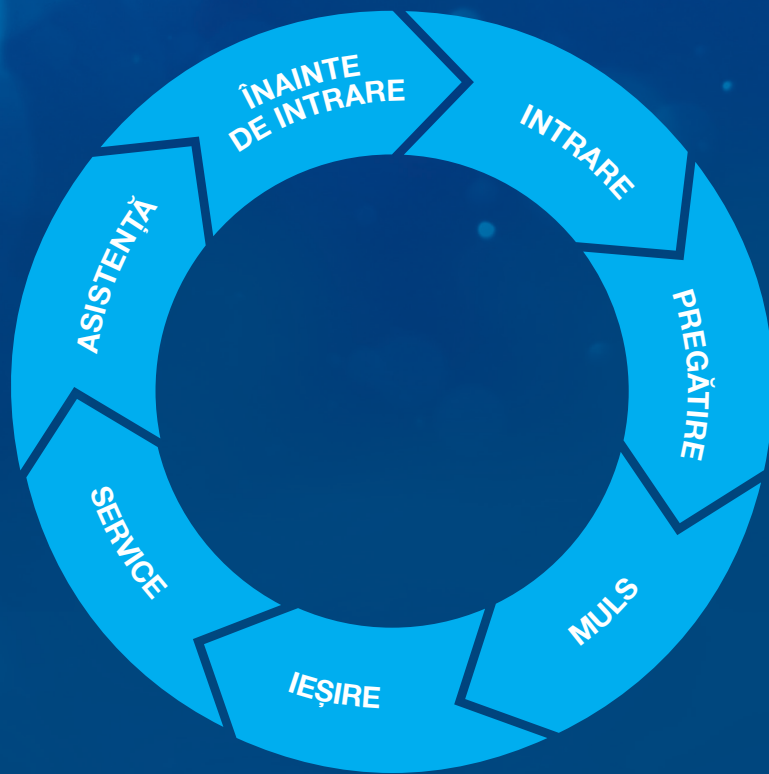 ÎNAINTE
DE INTRARE
INTRARE
PREGĂTIRE
MULS
IEȘIRE
SERVICE
ASISTENȚĂ